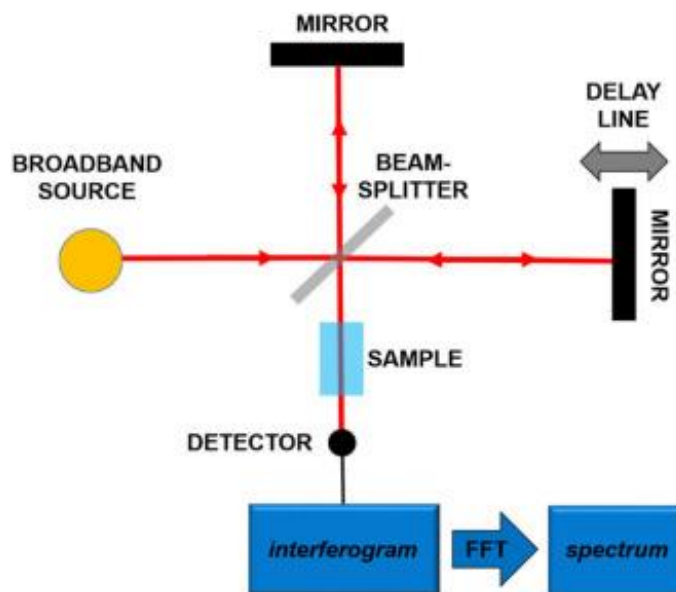 MIRROR
DELAY
LINE
BROADBAND
SOURCE
BEAM-
SPLITTER
MIRROR
SAMPLE
DETECTOR
interferogram
FFT
spectrum